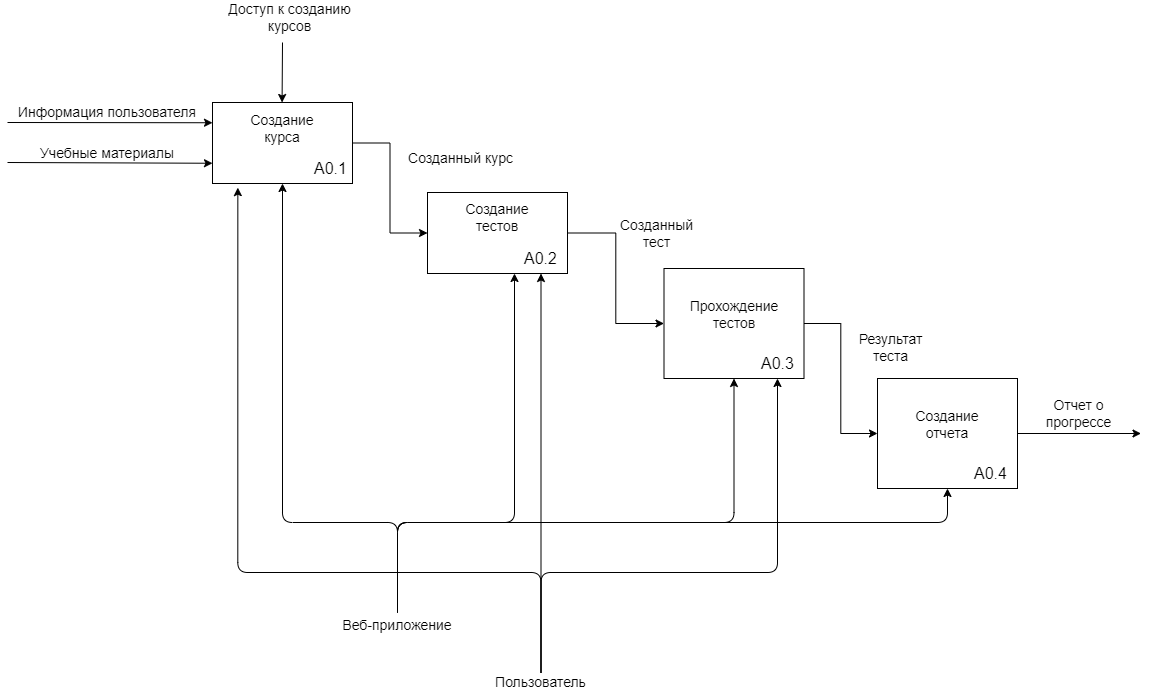 Доступ к созданию
курсов
Информация пользователя
Учебные материалы
Создание
курса
A0.1
Созданный курс
Создание
тестов
A0.2
Созданный
тест
Прохождение
тестов
A0.3
Результат
теста
Создание
отчета
A0.4
Отчет о
прогрессе
Веб-приложение
Пользователь